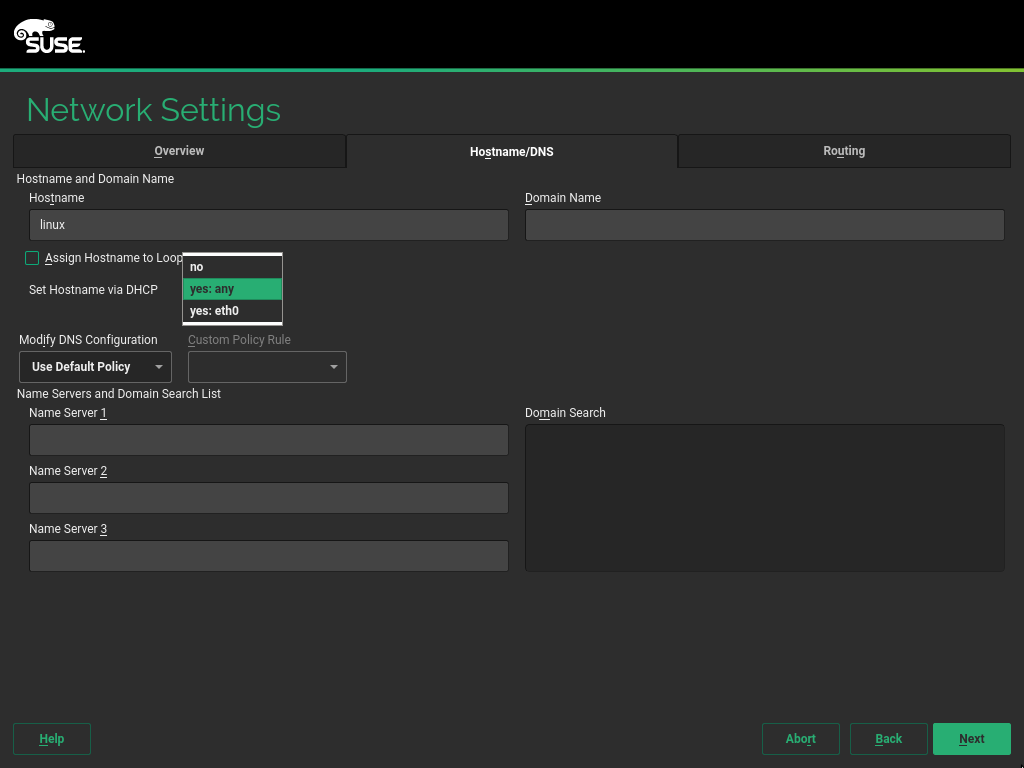 SUSE.
Network Settings
Overview
Hostname/DNS
Routing
Hostname and Domain Name
Hostname
Domain Name
linux
Assign Hostname to Loop
no
yes: any
yes: eth0
Set Hostname via DHCP
Modify DNS Configuration
Custom Policy Rule
Use Default Policy
Name Servers and Domain Search List
Name Server 1
Domain Search
Name Server 2
Name Server 3
Help
Abort
Back
Next